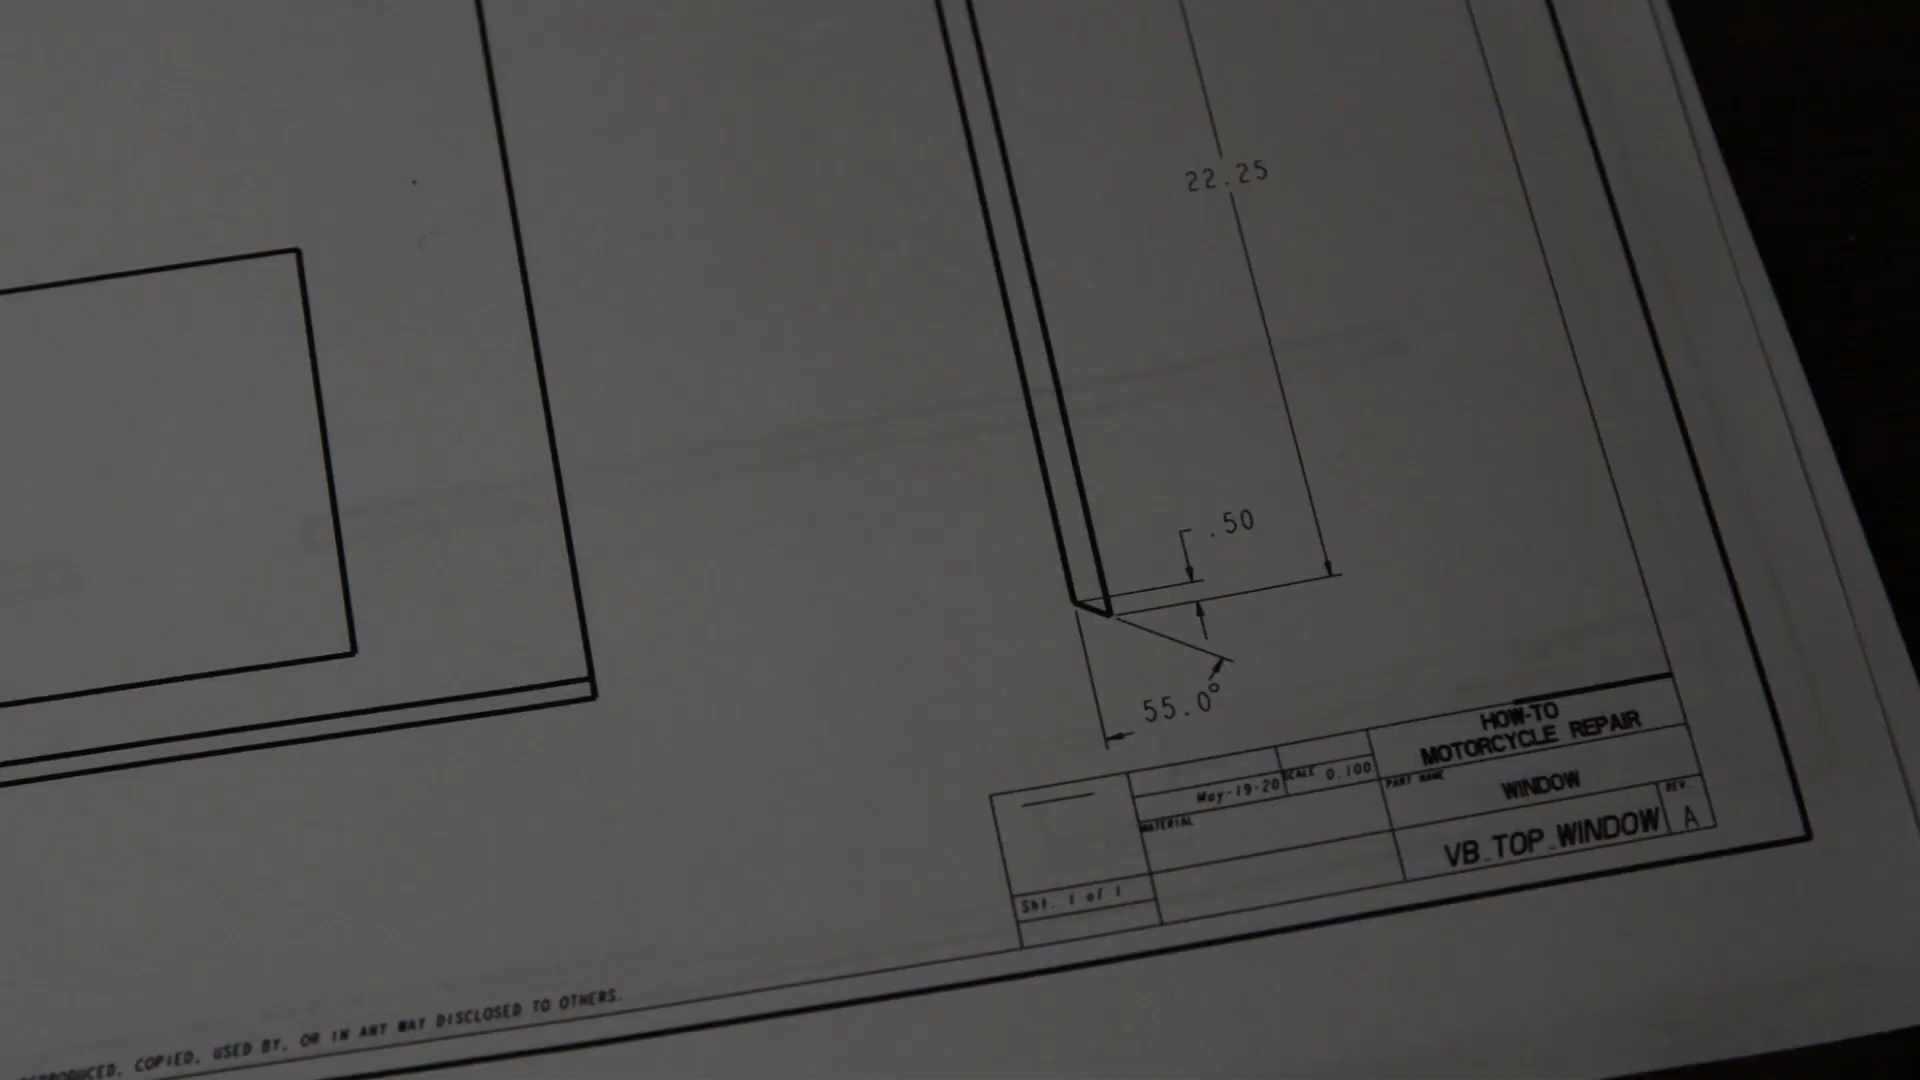 22.25
.50
55.0°
HOW-TO
MOTORCYCLE REPAIR
May-19-20
SCALE 0.100
PART NAME
WINDOW
MATERIAL
REV.
VB_TOP_WINDOW
A
Sht. 1 of 1
COPIED, USED BY, OR IN ANY WAY DISCLOSED TO OTHERS.